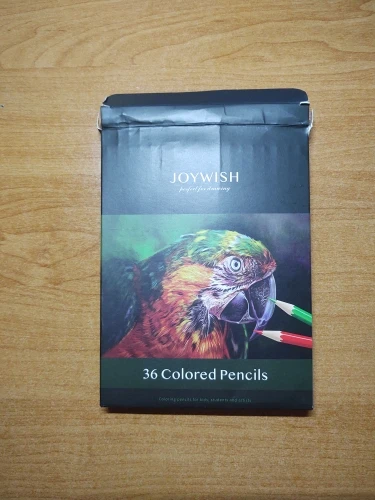 JOYWISH
perfect for drawing
36 Colored Pencils